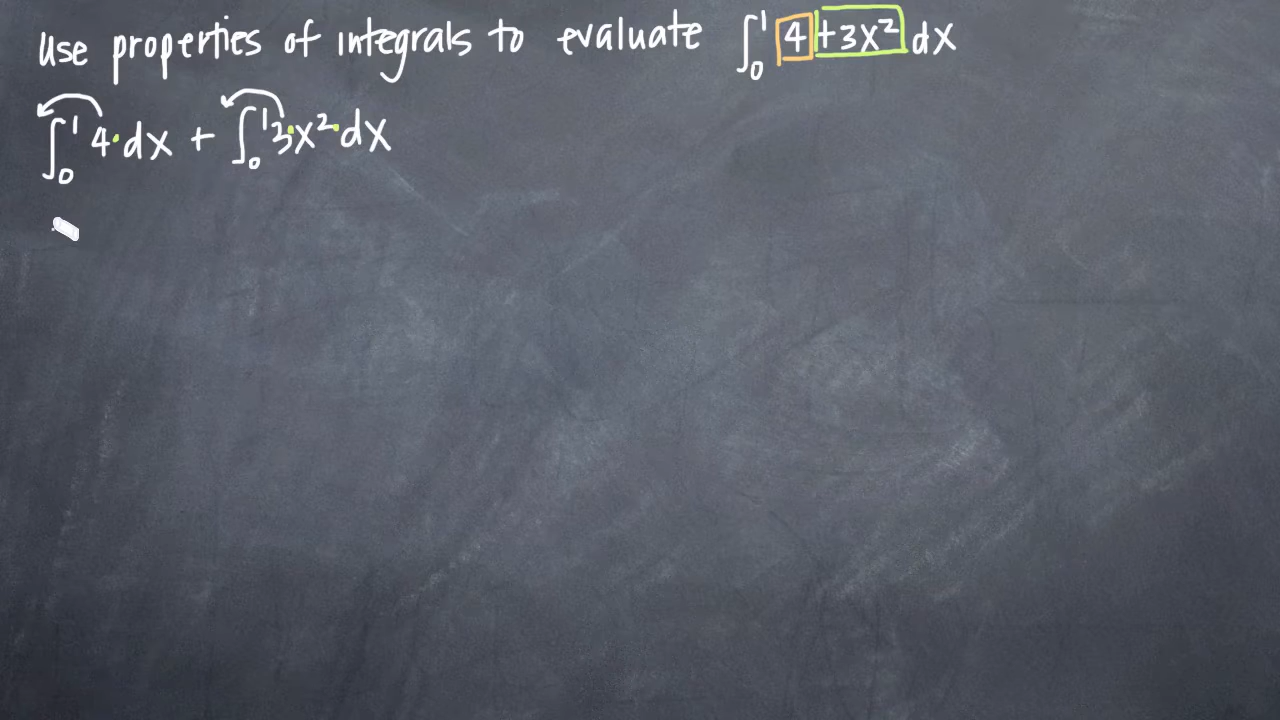 Use properties of integrals to evaluate ∫₀¹ 4 + 3x² dx
∫₀¹ 4·dx + ∫₀¹ 3·x²·dx